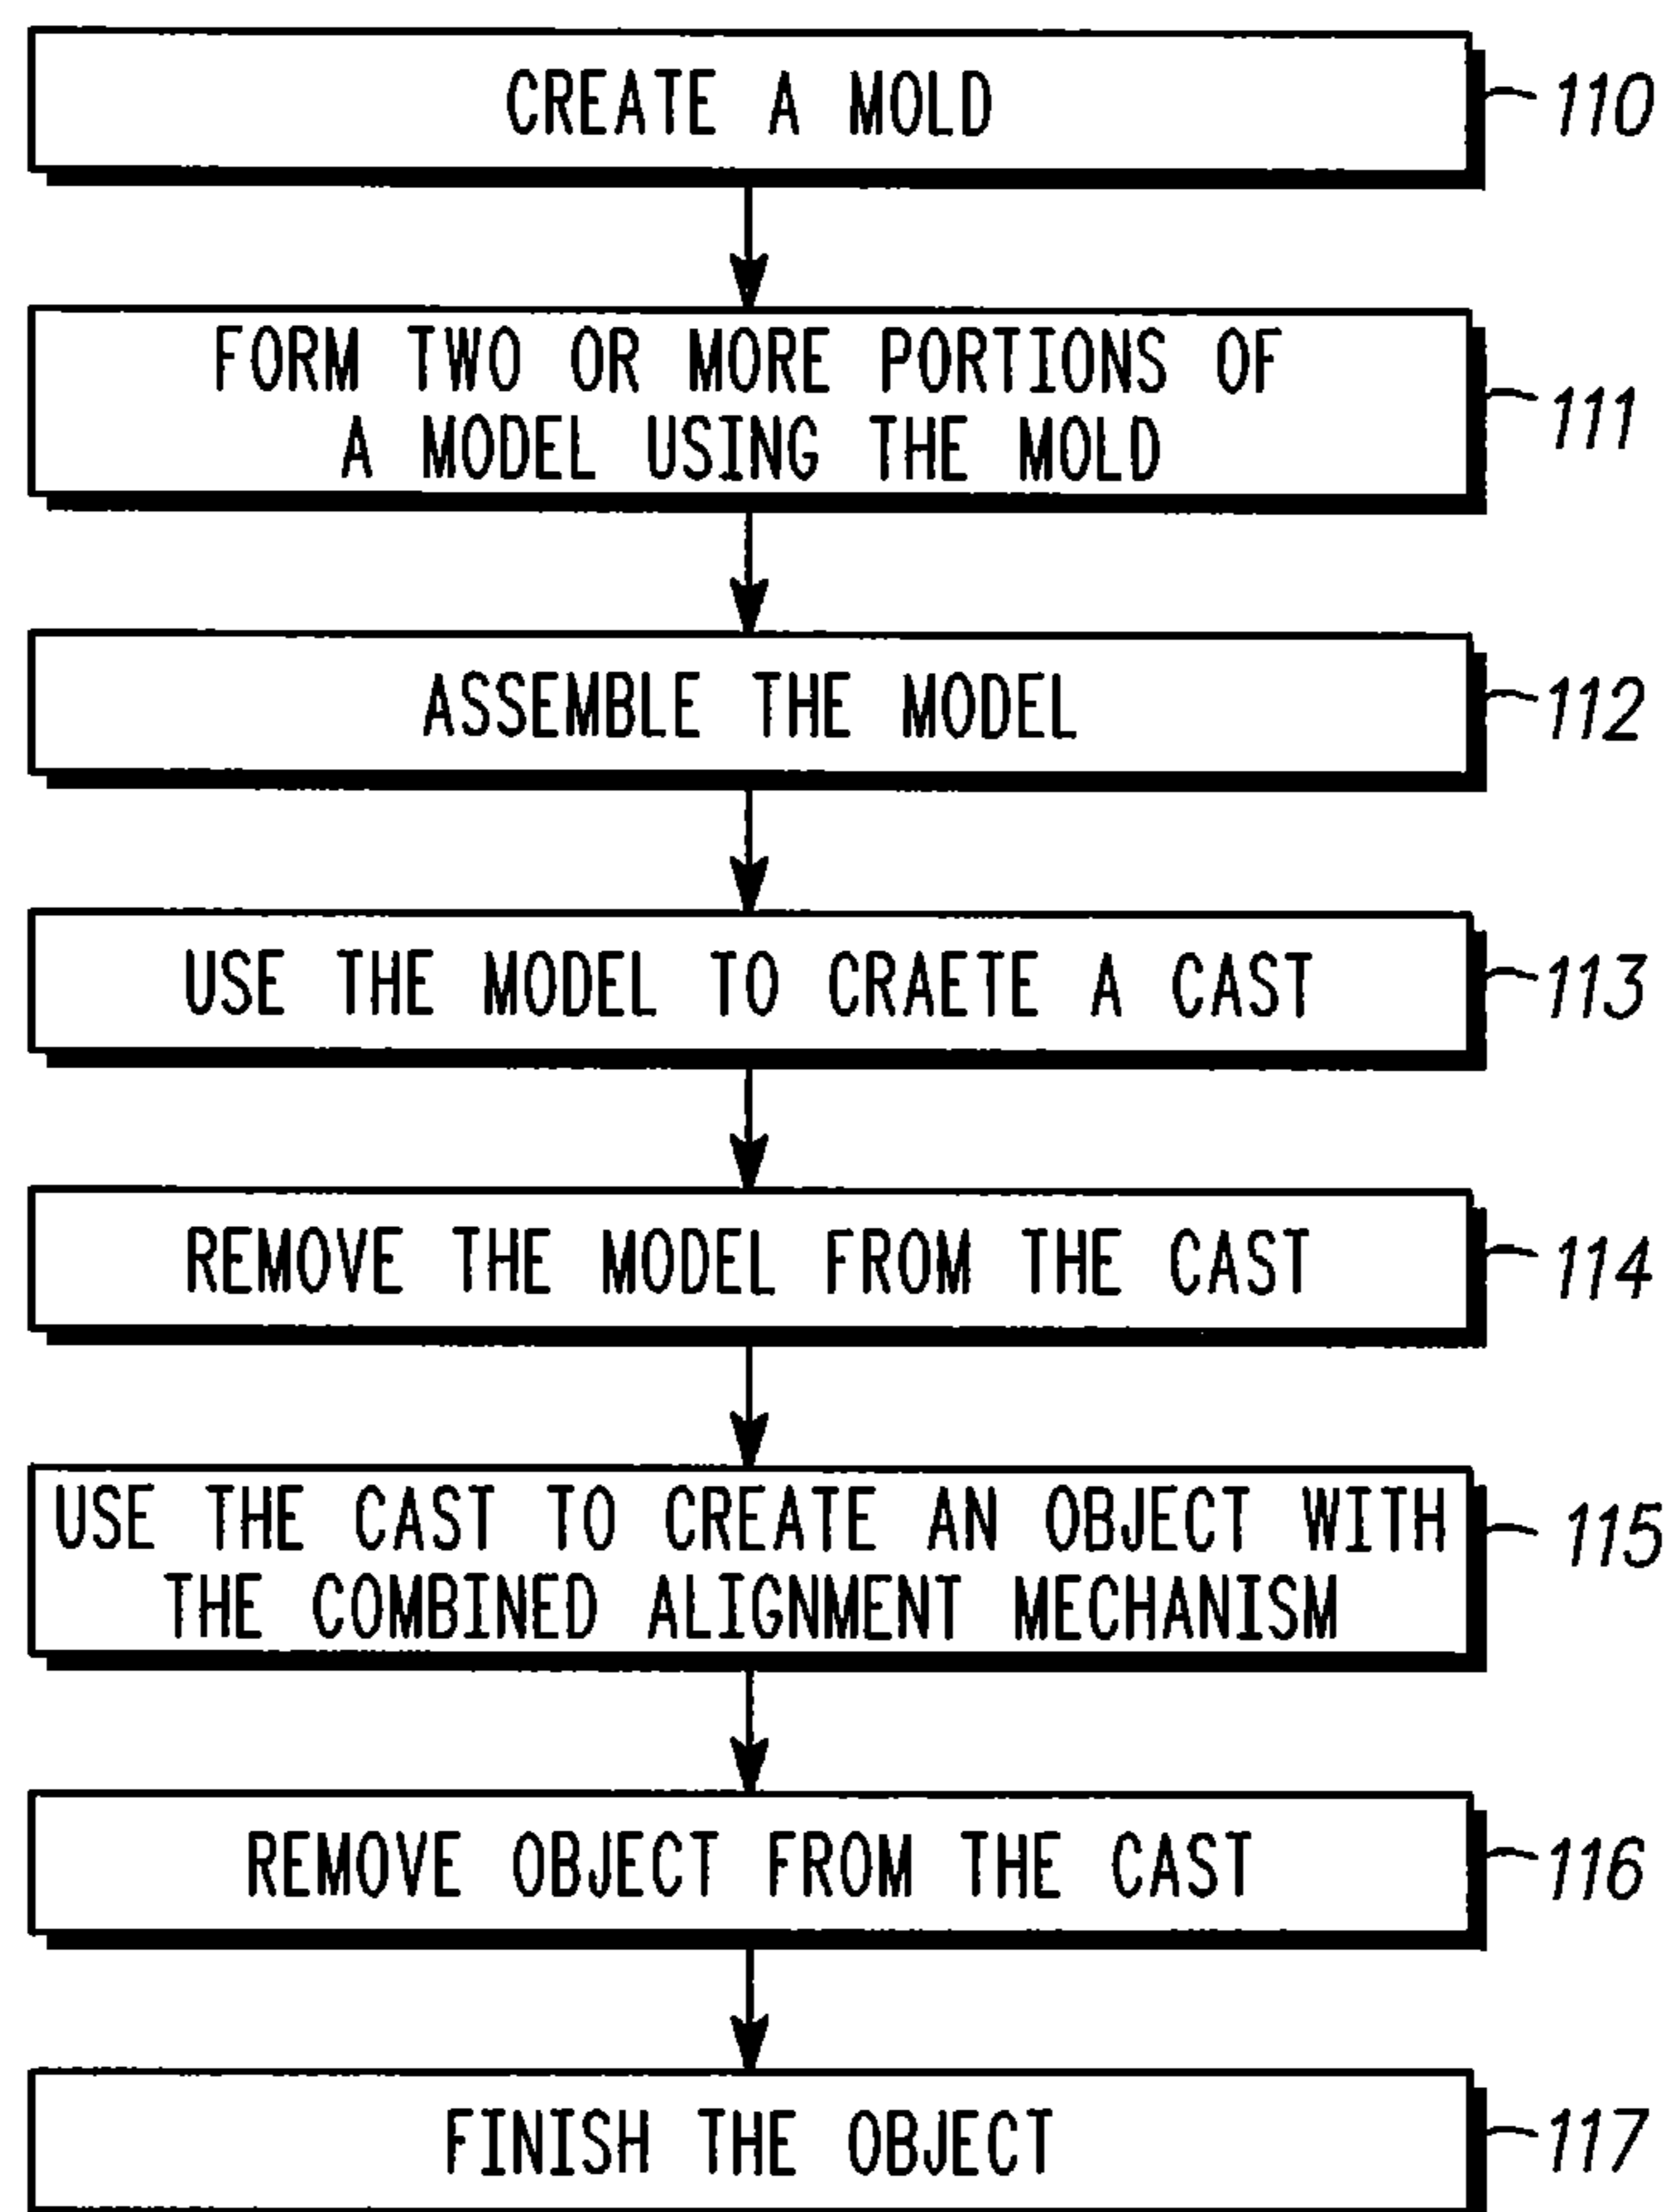 CREATE A MOLD
110
FORM TWO OR MORE PORTIONS OF
A MODEL USING THE MOLD
111
ASSEMBLE THE MODEL
112
USE THE MODEL TO CRAETE A CAST
113
REMOVE THE MODEL FROM THE CAST
114
USE THE CAST TO CREATE AN OBJECT WITH
THE COMBINED ALIGNMENT MECHANISM
115
REMOVE OBJECT FROM THE CAST
116
FINISH THE OBJECT
117